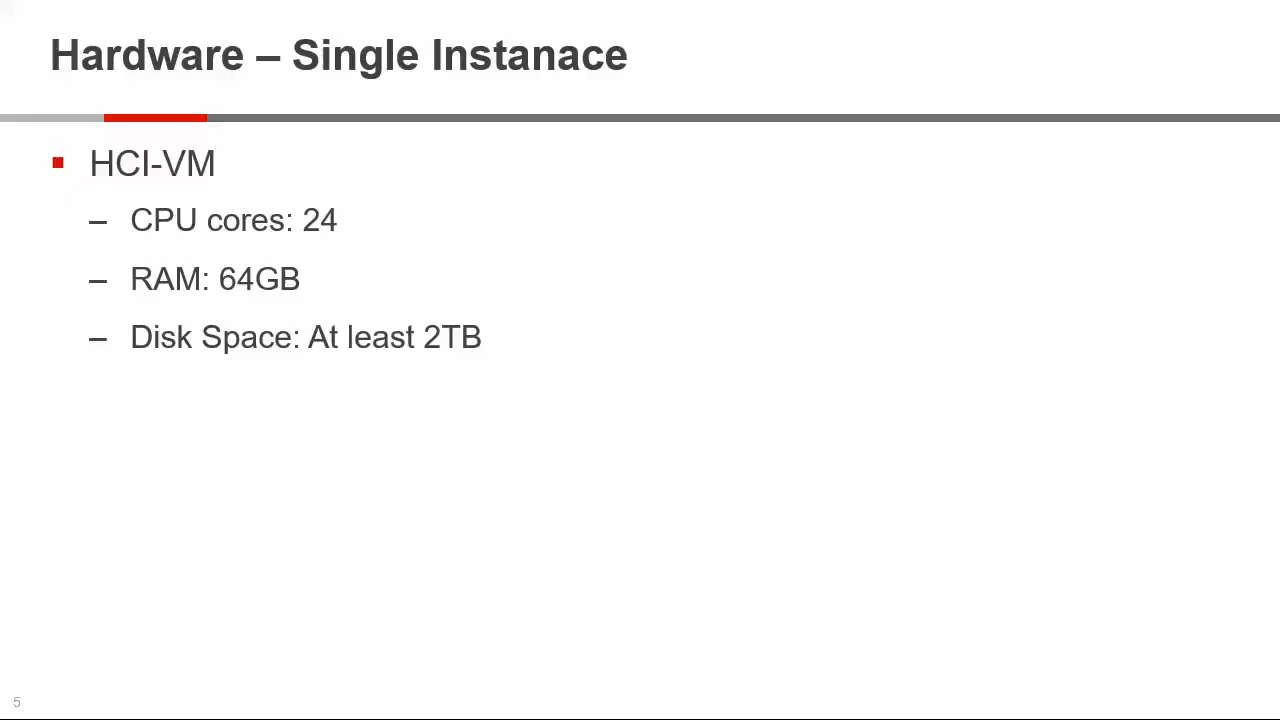 Hardware – Single Instanace
▪ HCI-VM
– CPU cores: 24
– RAM: 64GB
– Disk Space: At least 2TB
5